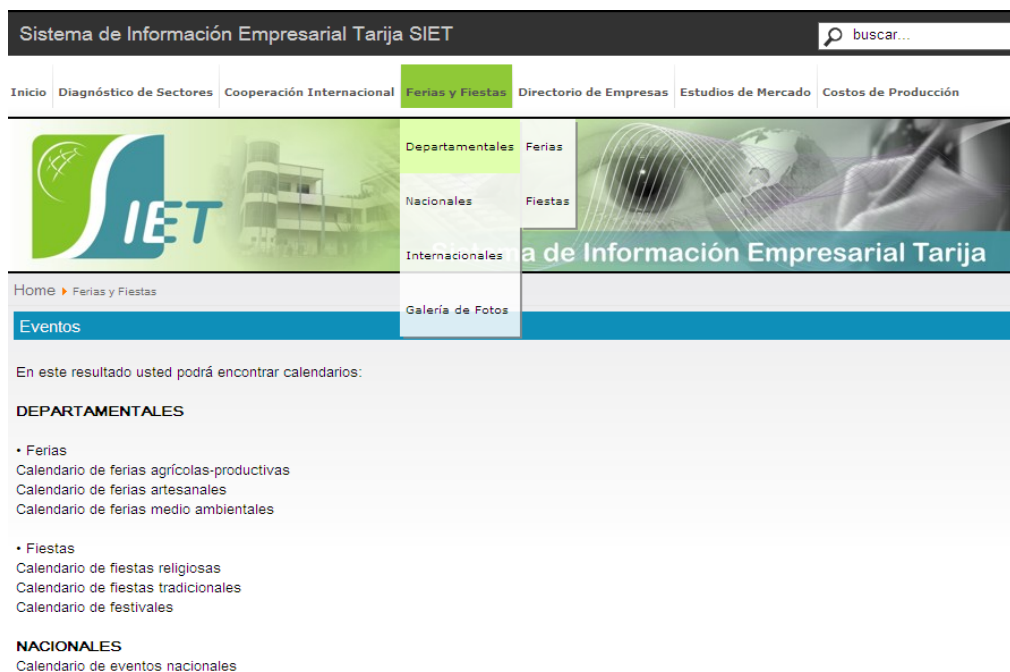 Sistema de Información Empresarial Tarija SIET
buscar...
Inicio Diagnóstico de Sectores Cooperación Internacional Ferias y Fiestas Directorio de Empresas Estudios de Mercado Costos de Producción
Departamentales Ferias
Nacionales Fiestas
Internacionales
Galería de Fotos
SIET
Sistema de Información Empresarial Tarija
Home Ferias y Fiestas
Eventos
En este resultado usted podrá encontrar calendarios:
DEPARTAMENTALES
• Ferias
Calendario de ferias agrícolas-productivas
Calendario de ferias artesanales
Calendario de ferias medio ambientales
• Fiestas
Calendario de fiestas religiosas
Calendario de fiestas tradicionales
Calendario de festivales
NACIONALES
Calendario de eventos nacionales